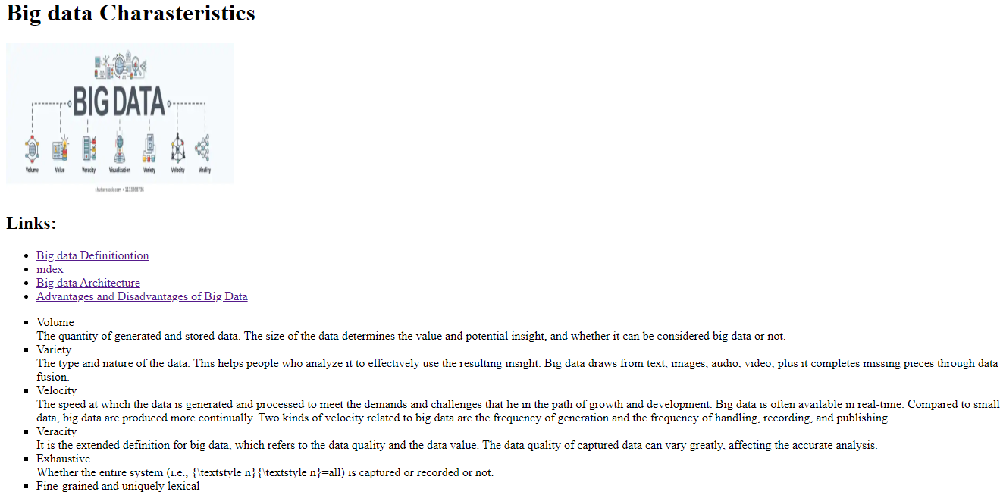 Big data Charasteristics
BIG DATA
Volume Value Veracity Visualization Variety Velocity Virality
shutterstock.com • 1113268736
Links:
Big data Definitiontion
index
Big data Architecture
Advantages and Disadvantages of Big Data
Volume
The quantity of generated and stored data. The size of the data determines the value and potential insight, and whether it can be considered big data or not.
Variety
The type and nature of the data. This helps people who analyze it to effectively use the resulting insight. Big data draws from text, images, audio, video; plus it completes missing pieces through data
fusion.
Velocity
The speed at which the data is generated and processed to meet the demands and challenges that lie in the path of growth and development. Big data is often available in real-time. Compared to small
data, big data are produced more continually. Two kinds of velocity related to big data are the frequency of generation and the frequency of handling, recording, and publishing.
Veracity
It is the extended definition for big data, which refers to the data quality and the data value. The data quality of captured data can vary greatly, affecting the accurate analysis.
Exhaustive
Whether the entire system (i.e., {\textstyle n}{\textstyle n}=all) is captured or recorded or not.
Fine-grained and uniquely lexical